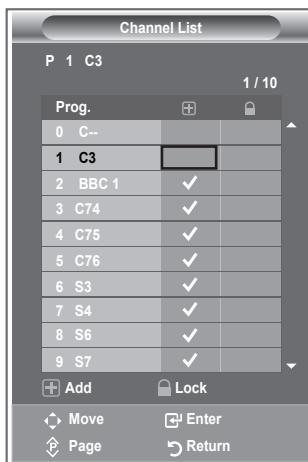 Channel List
P 1 C3
1 / 10
Prog.
0 C--
1 C3
2 BBC 1
3 C74
4 C75
5 C76
6 S3
7 S4
8 S6
9 S7
Add Lock
Move Enter
Page Return